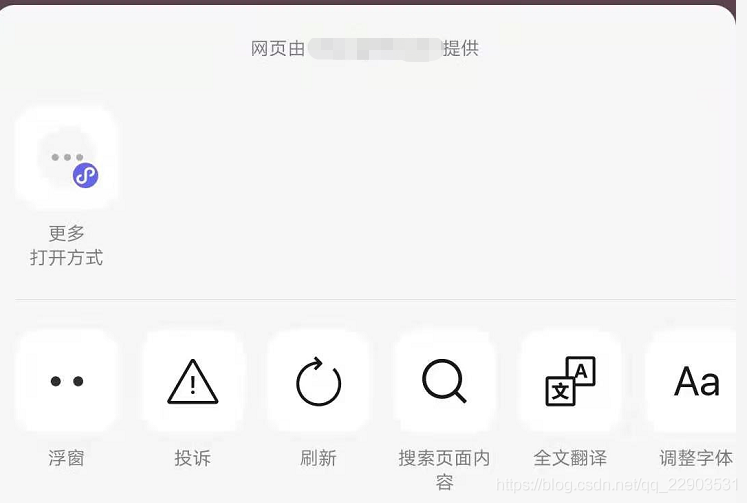 网页由 提供
更多
打开方式
浮窗
投诉
刷新
搜索页面内
容
文
A
全文翻译
Aa
调整字体
https://blog.csdn.net/qq_22903531